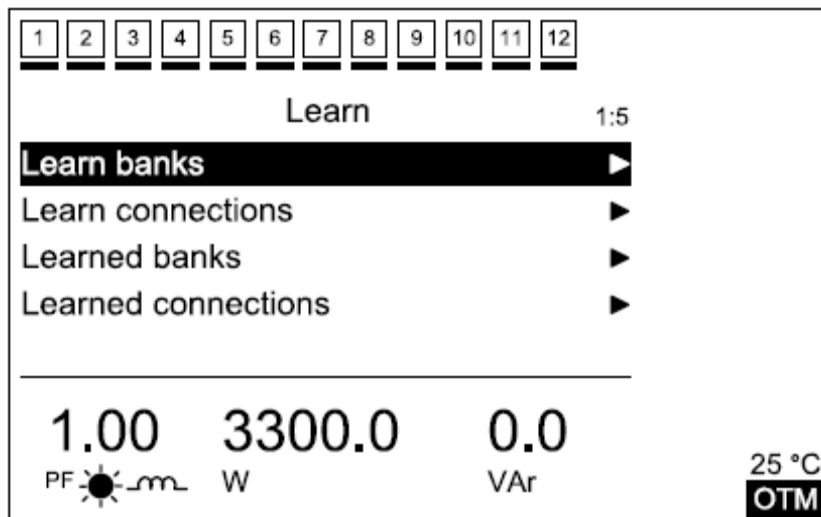 1 2 3 4 5 6 7 8 9 10 11 12
Learn 1:5
Learn banks
Learn connections
Learned banks
Learned connections
1.00 3300.0 0.0
PF W VAr
25 °C
OTM